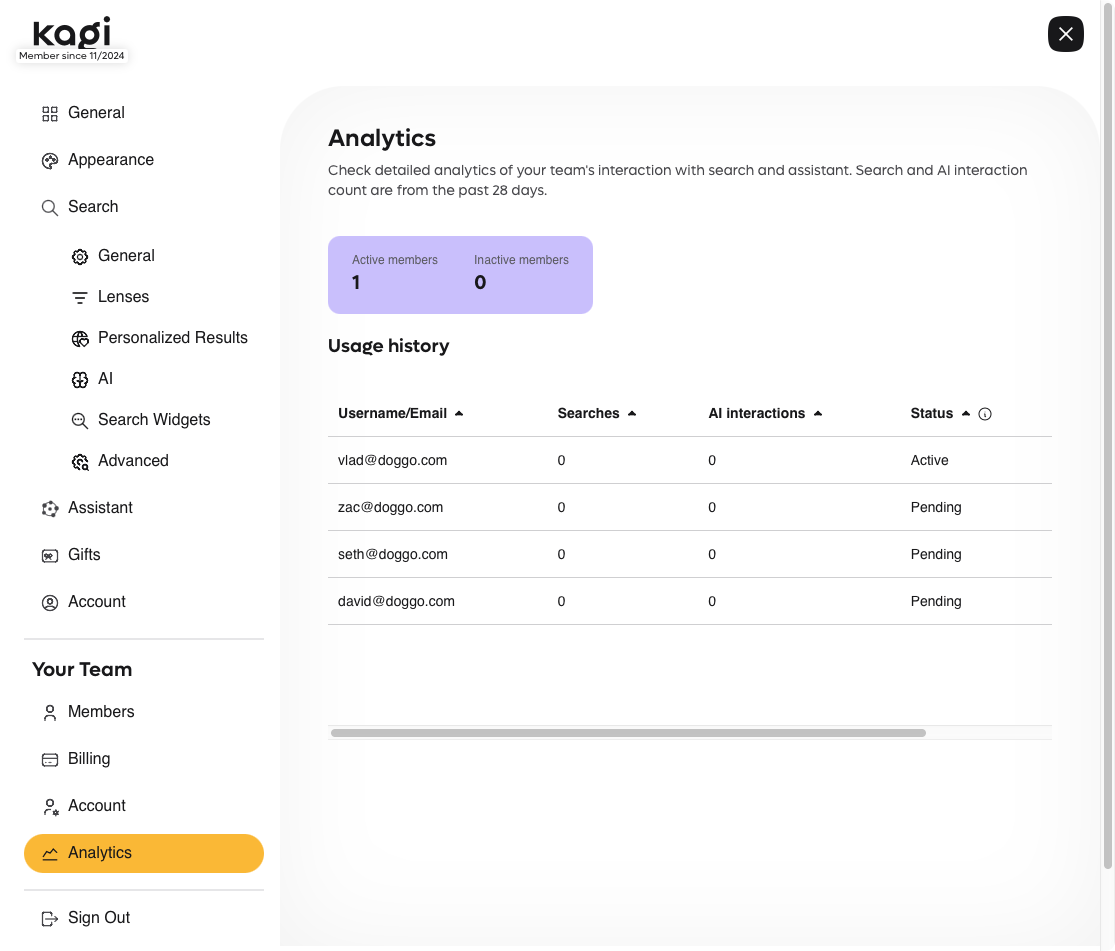 kagi
Member since 11/2024
General
Appearance
Search
General
Lenses
Personalized Results
AI
Search Widgets
Advanced
Assistant
Gifts
Account
Your Team
Members
Billing
Account
Analytics
Sign Out
Analytics
Check detailed analytics of your team's interaction with search and assistant. Search and AI interaction
count are from the past 28 days.
Active members Inactive members
1 0
Usage history
Username/Email Searches AI interactions Status
vlad@doggo.com 0 0 Active
zac@doggo.com 0 0 Pending
seth@doggo.com 0 0 Pending
david@doggo.com 0 0 Pending